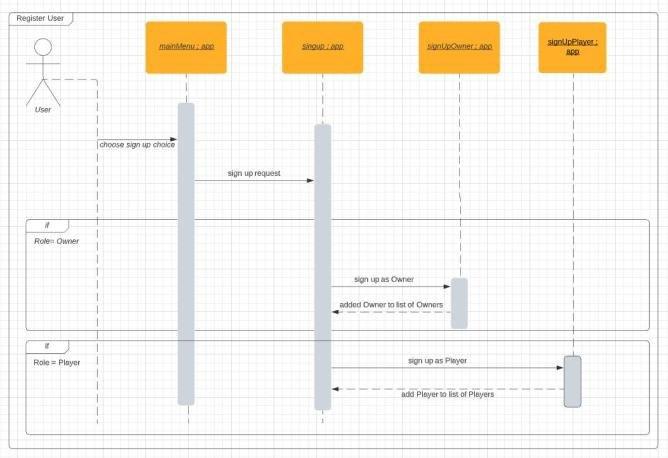 Register User
mainMenu : app
singup : app
signUpOwner : app
signUpPlayer :
app
User
choose sign up choice
sign up request
if
Role= Owner
sign up as Owner
added Owner to list of Owners
If
Role = Player
sign up as Player
add Player to list of Players